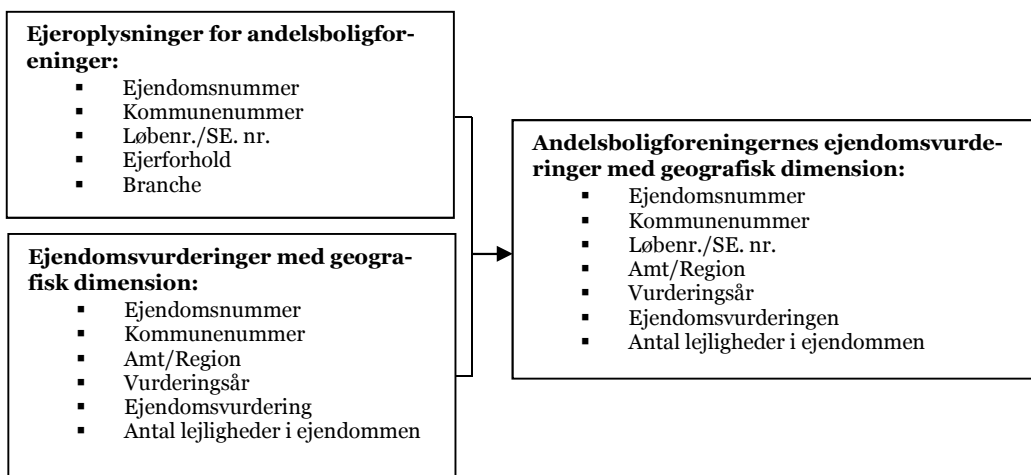 Ejeroplysninger for andelsboligfor-
eninger:
▪ Ejendomsnummer
▪ Kommunenummer
▪ Løbenr./SE. nr.
▪ Ejerforhold
▪ Branche
Ejendomsvurderinger med geogra-
fisk dimension:
▪ Ejendomsnummer
▪ Kommunenummer
▪ Amt/Region
▪ Vurderingsår
▪ Ejendomsvurdering
▪ Antal lejligheder i ejendommen
Andelsboligforeningernes ejendomsvurde-
ringer med geografisk dimension:
▪ Ejendomsnummer
▪ Kommunenummer
▪ Løbenr./SE. nr.
▪ Amt/Region
▪ Vurderingsår
▪ Ejendomsvurderingen
▪ Antal lejligheder i ejendommen